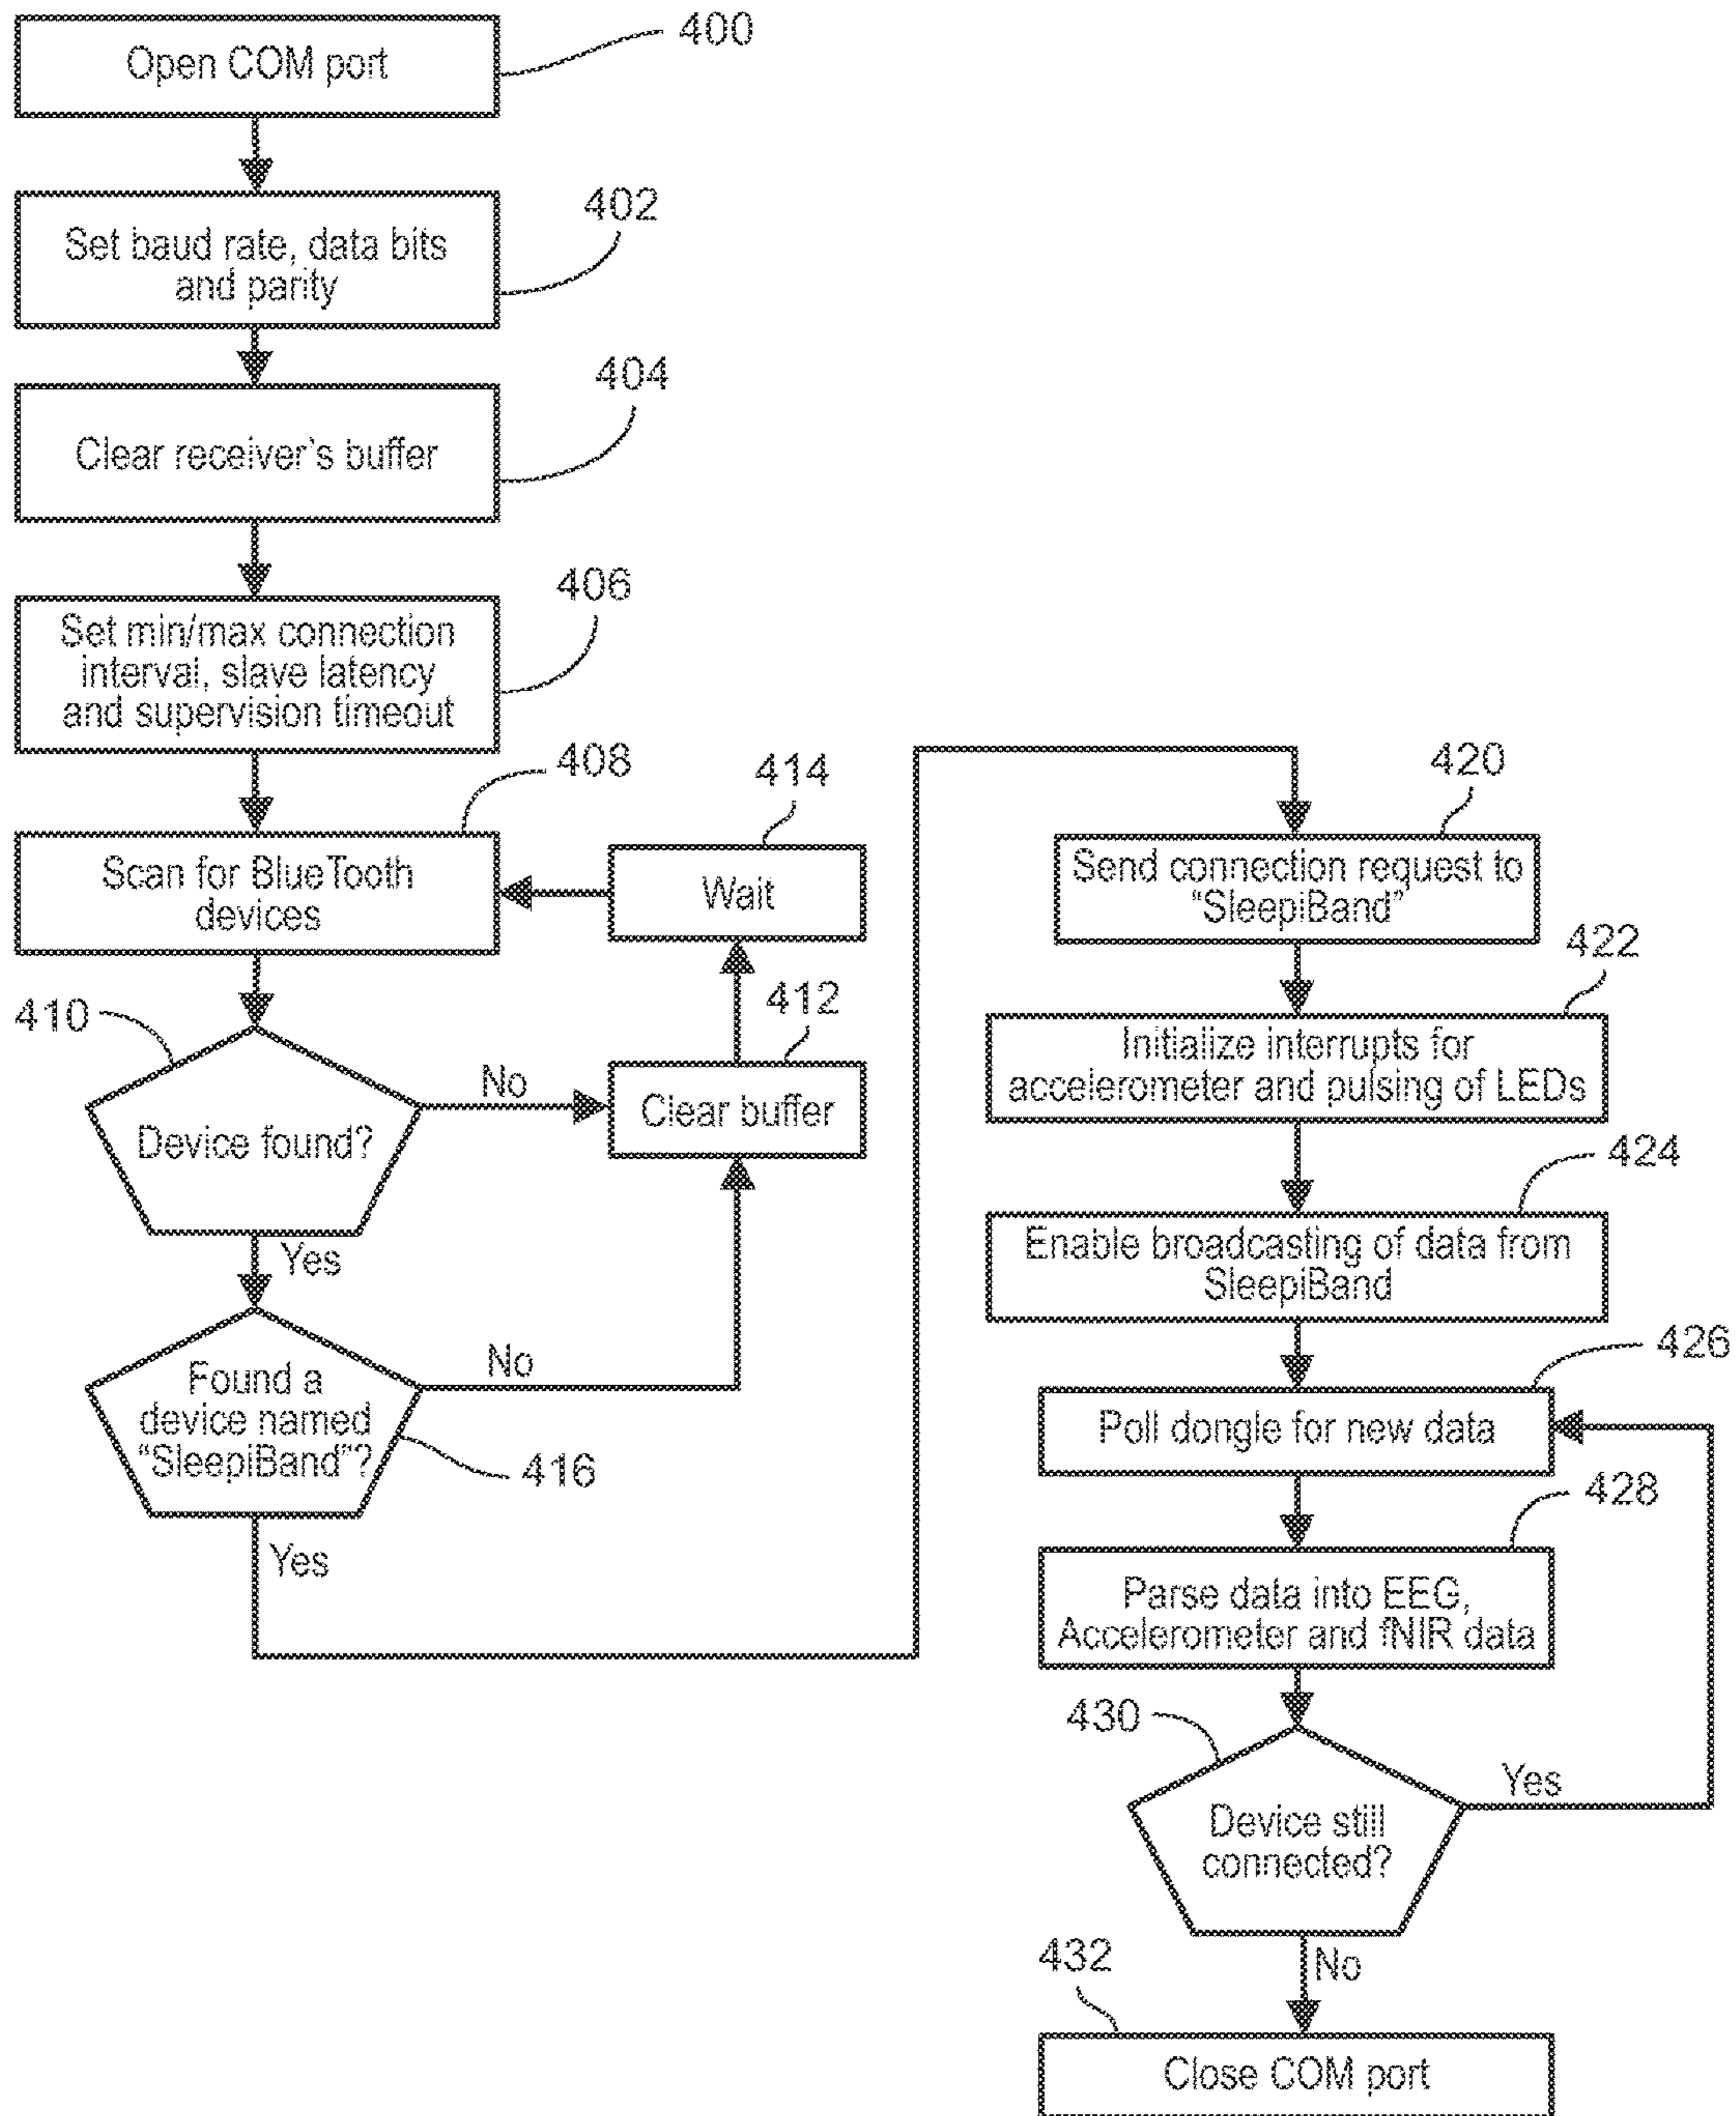 Open COM port
400
Set baud rate, data bits
and parity
402
Clear receiver's buffer
404
Set min/max connection
interval, slave latency
and supervision timeout
406
Scan for BlueTooth
devices
408
410
Device found?
No
Yes
Clear buffer
412
Wait
414
Found a
device named
"SleepiBand"?
416
No
Yes
Send connection request to
"SleepiBand"
420
Initialize interrupts for
accelerometer and pulsing of LEDs
422
Enable broadcasting of data from
SleepiBand
424
Poll dongle for new data
426
Parse data into EEG,
Accelerometer and fNIR data
428
430
Device still
connected?
Yes
No
432
Close COM port